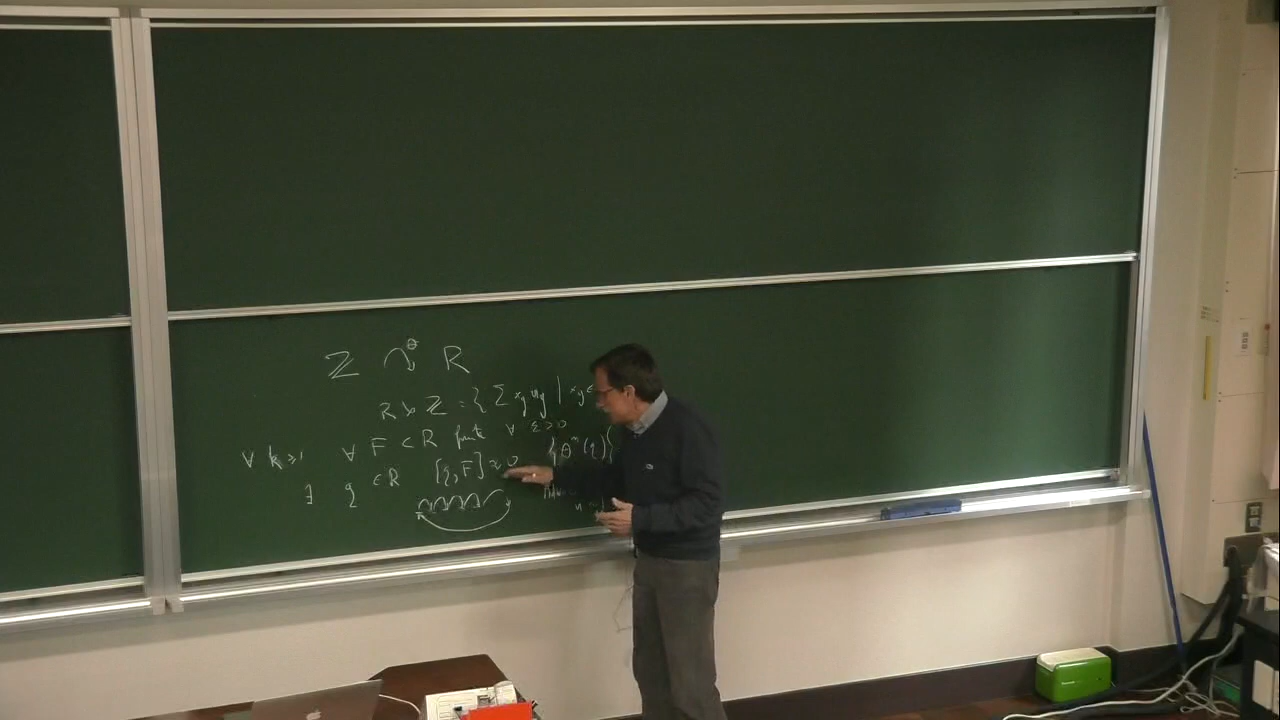 ℤ ↷^θ R
R ⋊ ℤ = { Σ x_g u_g | x_g ∈
∀ k ≥ 1 ∀ F ⊂ R finite ∀ ε > 0
∃ q ∈ R [q, F] ≈ 0 { θ^n (q) }